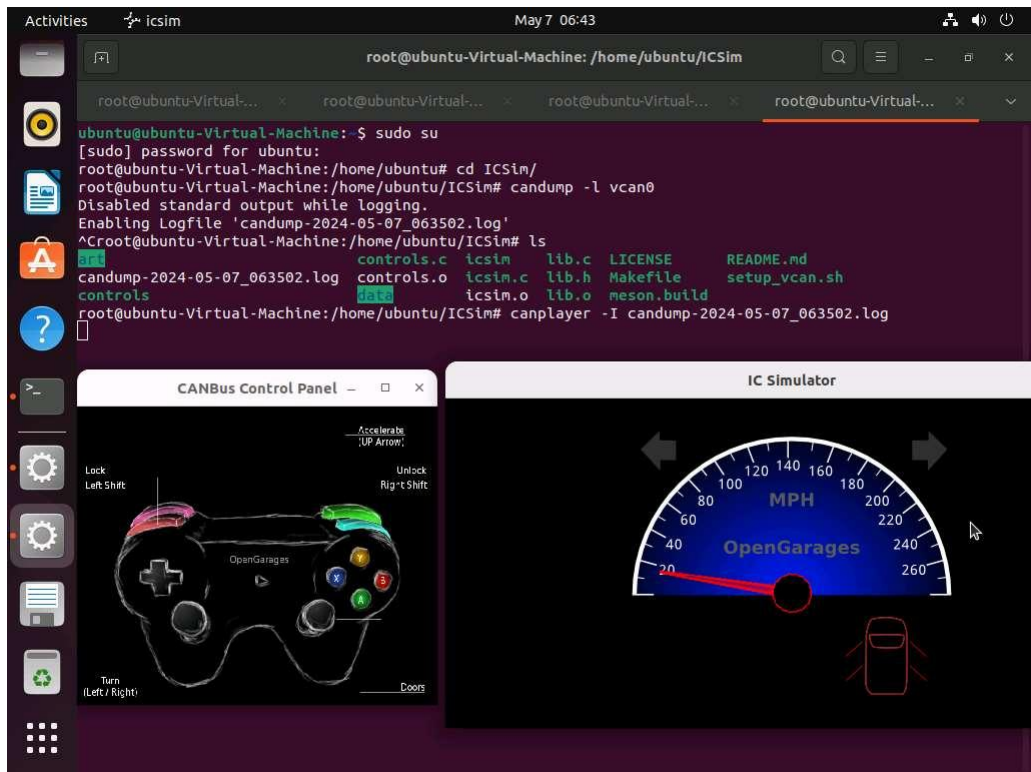 Activities
icsim
May 7 06:43
root@ubuntu-Virtual-Machine: /home/ubuntu/ICSim
root@ubuntu-Virtual-... root@ubuntu-Virtual-... root@ubuntu-Virtual-... root@ubuntu-Virtual-...
ubuntu@ubuntu-Virtual-Machine:~$ sudo su
[sudo] password for ubuntu:
root@ubuntu-Virtual-Machine:/home/ubuntu# cd ICSim/
root@ubuntu-Virtual-Machine:/home/ubuntu/ICSim# candump -l vcan0
Disabled standard output while logging.
Enabling Logfile 'candump-2024-05-07_063502.log'
^Croot@ubuntu-Virtual-Machine:/home/ubuntu/ICSim# ls
art controls.c icsim lib.c LICENSE README.md
candump-2024-05-07_063502.log controls.o icsim.c lib.h Makefile setup_vcan.sh
controls data icsim.o lib.o meson.build
root@ubuntu-Virtual-Machine:/home/ubuntu/ICSim# canplayer -I candump-2024-05-07_063502.log
CANBus Control Panel
Accelerate
(UP Arrow)
Lock
Left Shift
Unlock
Right Shift
OpenGarages
Y
X
B
A
Turn
(Left / Right)
Doors
IC Simulator
20
40
60
80
100
120
140
160
180
200
220
240
260
MPH
OpenGarages